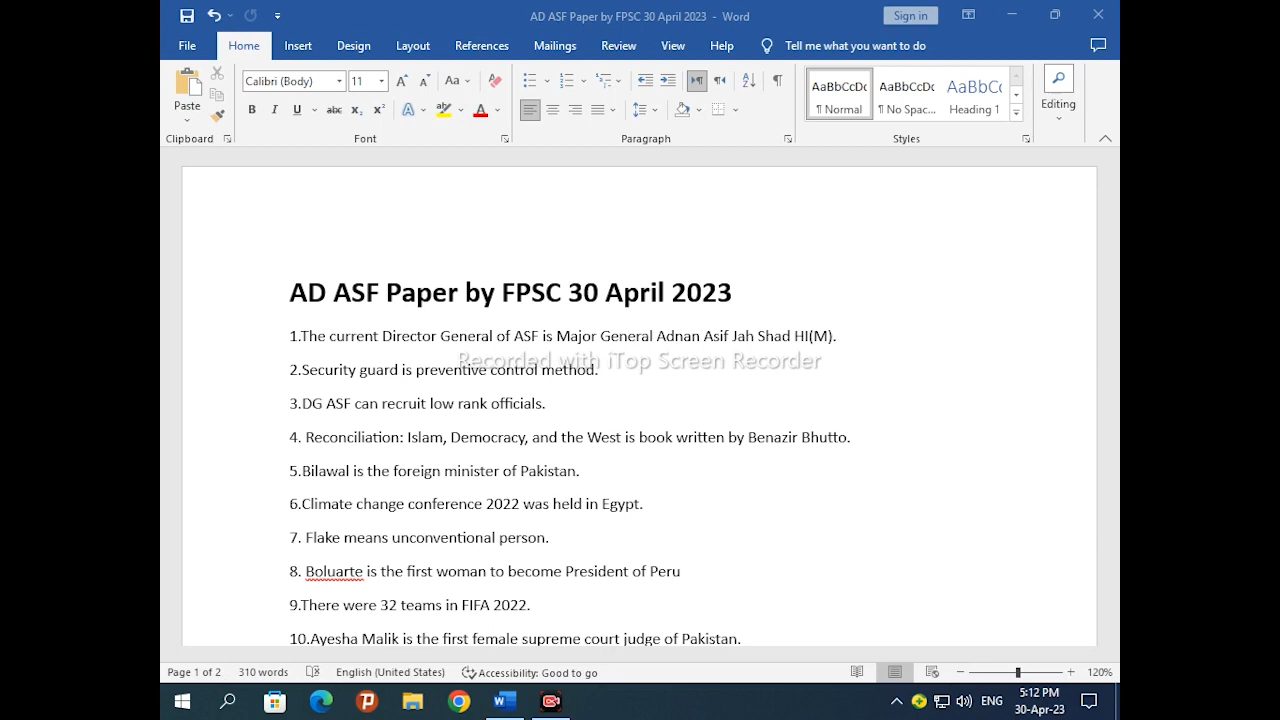 AD ASF Paper by FPSC 30 April 2023 - Word
Sign in
File Home Insert Design Layout References Mailings Review View Help Tell me what you want to do
Calibri (Body) 11 Aa
AaBbCcDc AaBbCcDc AaBbCc
Paste
B I U abc x₂ x² A A
¶ Normal ¶ No Spac... Heading 1
Editing
Clipboard Font Paragraph Styles
AD ASF Paper by FPSC 30 April 2023
1.The current Director General of ASF is Major General Adnan Asif Jah Shad HI(M).
Recorded with iTop Screen Recorder
2.Security guard is preventive control method.
3.DG ASF can recruit low rank officials.
4. Reconciliation: Islam, Democracy, and the West is book written by Benazir Bhutto.
5.Bilawal is the foreign minister of Pakistan.
6.Climate change conference 2022 was held in Egypt.
7. Flake means unconventional person.
8. Boluarte is the first woman to become President of Peru
9.There were 32 teams in FIFA 2022.
10.Ayesha Malik is the first female supreme court judge of Pakistan.
Page 1 of 2 310 words English (United States) Accessibility: Good to go 120%
ENG
5:12 PM
30-Apr-23